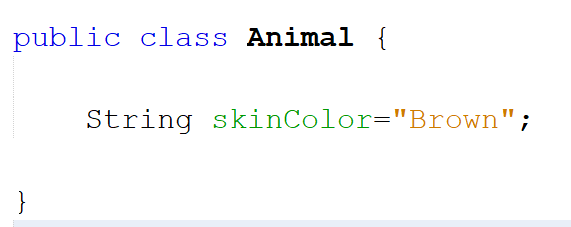 public class Animal {
String skinColor="Brown";
}